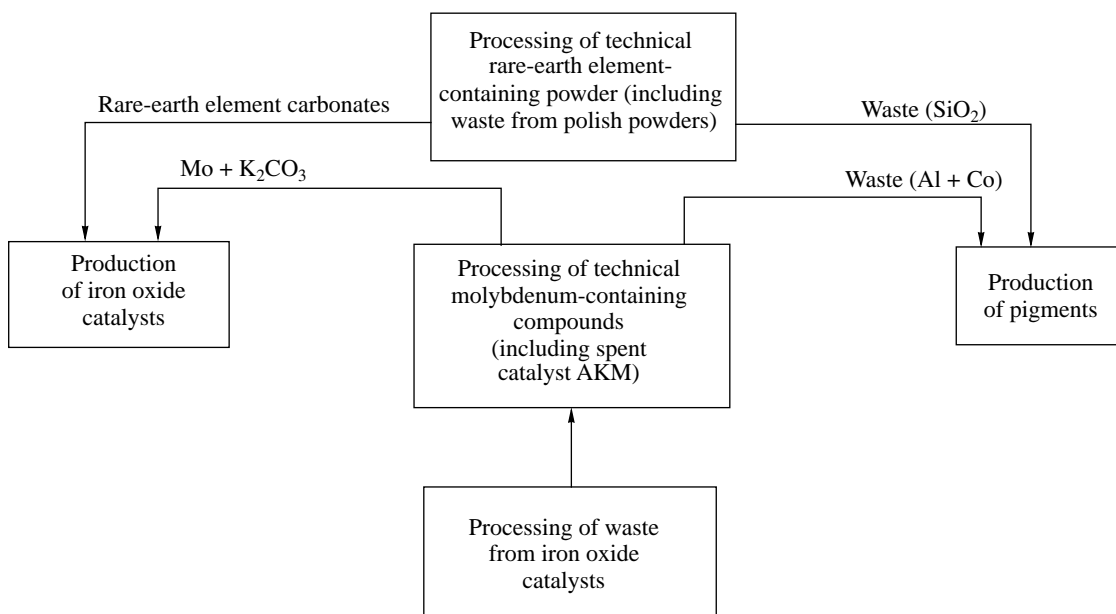 Processing of technical
rare-earth element-
containing powder (including
waste from polish powders)
Rare-earth element carbonates
Waste (SiO₂)
Mo + K₂CO₃
Waste (Al + Co)
Production
of iron oxide
catalysts
Processing of technical
molybdenum-containing
compounds
(including spent
catalyst AKM)
Production
of pigments
Processing of waste
from iron oxide
catalysts